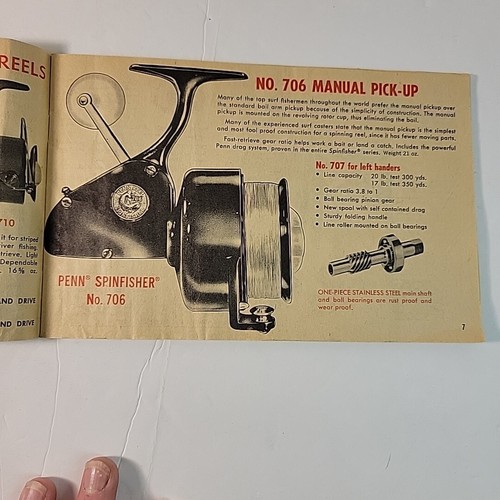 REELS
710
it for striped
iver fishing.
trieve. Light
Dependable
. 16⅝ oz.
AND DRIVE
AND DRIVE
NO. 706 MANUAL PICK-UP
Many of the top surf fishermen throughout the world prefer the manual pickup over
the standard bail arm pickup because of the simplicity of construction. The manual
pickup is mounted on the revolving rotor cup, thus eliminating the bail.
Many of the experienced surf casters state that the manual pickup is the simplest
and most fool proof construction for a spinning reel, since it has fewer moving parts.
Fast-retrieve gear ratio helps work a bait or land a catch. Includes the powerful
Penn drag system, proven in the entire Spinfisher® series. Weight 21 oz.
No. 707 for left handers
• Line capacity 20 lb. test 300 yds.
17 lb. test 350 yds.
• Gear ratio 3.8 to 1
• Ball bearing pinion gear
• New spool with self contained drag
• Sturdy folding handle
• Line roller mounted on ball bearings
PENN® SPINFISHER®
No. 706
ONE-PIECE STAINLESS STEEL main shaft
and ball bearings are rust proof and
wear proof.
7